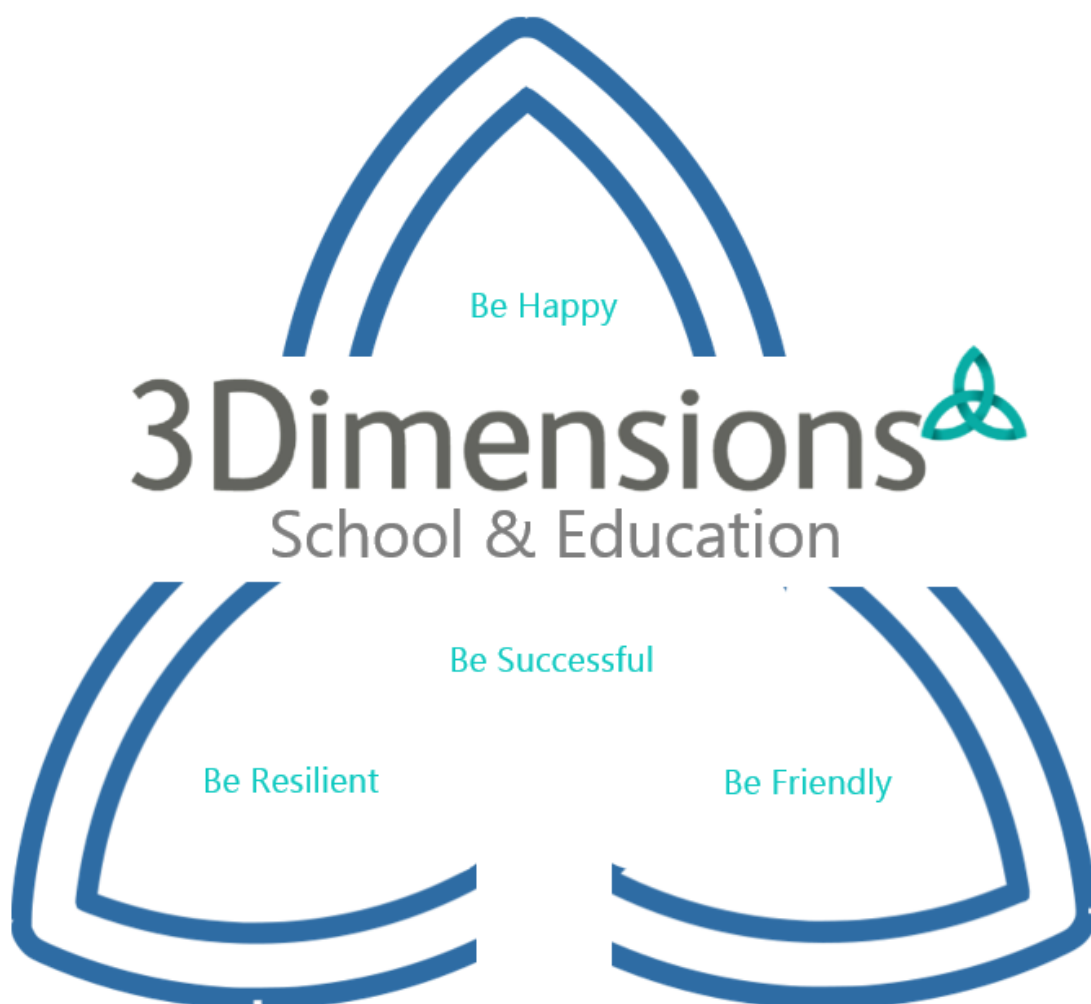 Be Happy
3Dimensions
School & Education
Be Successful
Be Resilient
Be Friendly